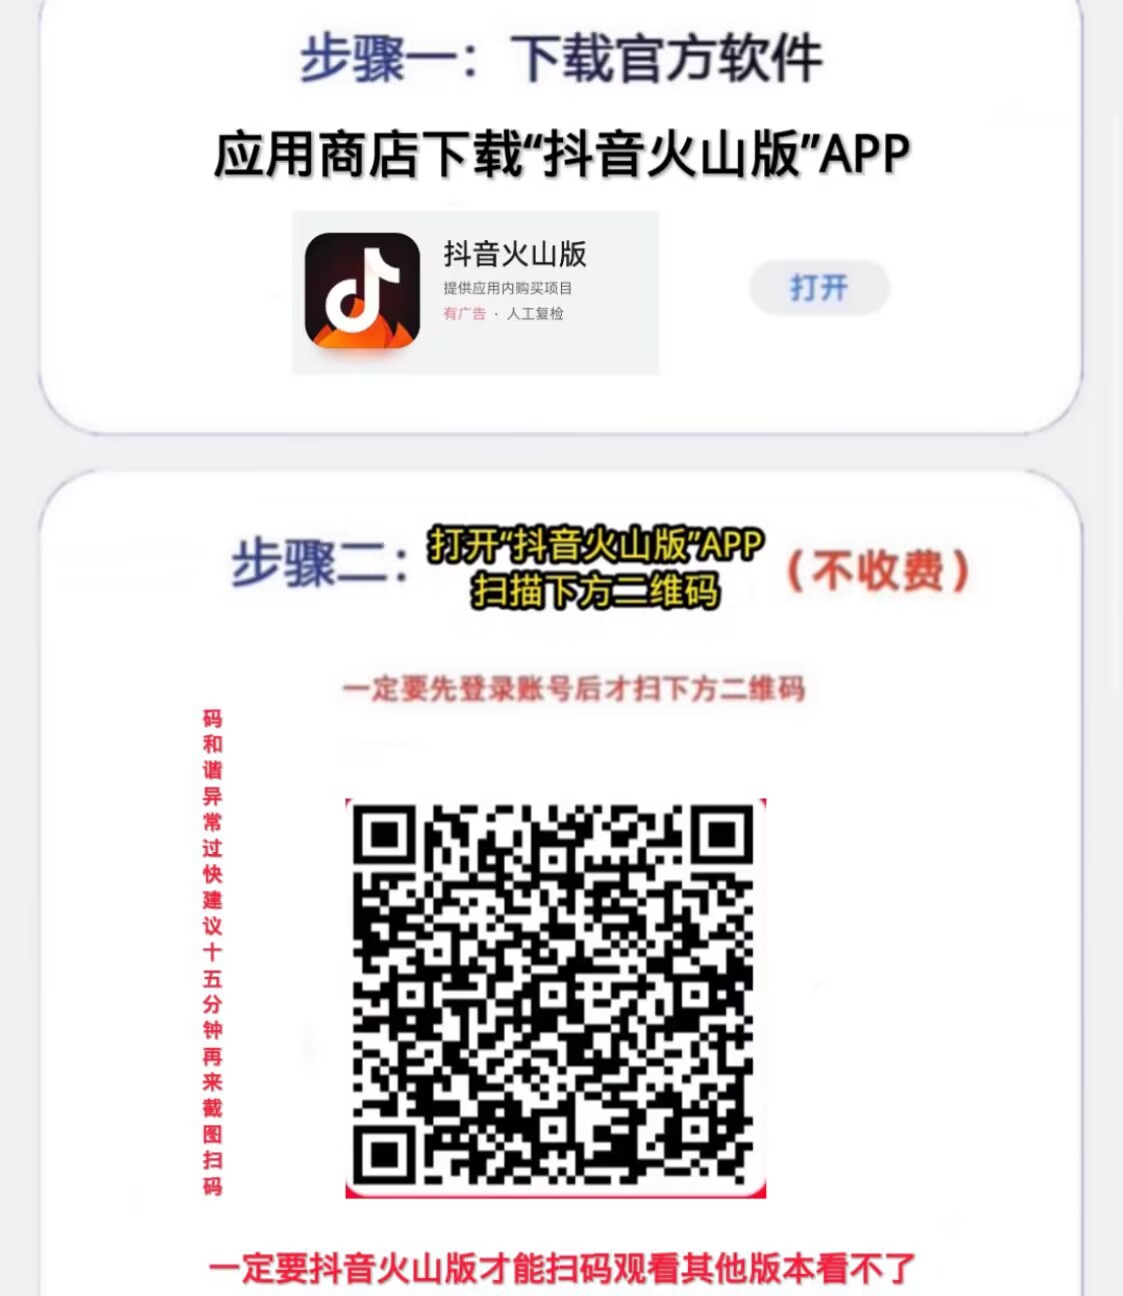 步骤一：下载官方软件
应用商店下载“抖音火山版”APP
抖音火山版
提供应用内购买项目
有广告 · 人工复检
打开
步骤二：
打开“抖音火山版”APP
扫描下方二维码
（不收费）
一定要先登录账号后才扫下方二维码
码和谐异常过快建议十五分钟再来截图扫码
一定要抖音火山版才能扫码观看其他版本看不了